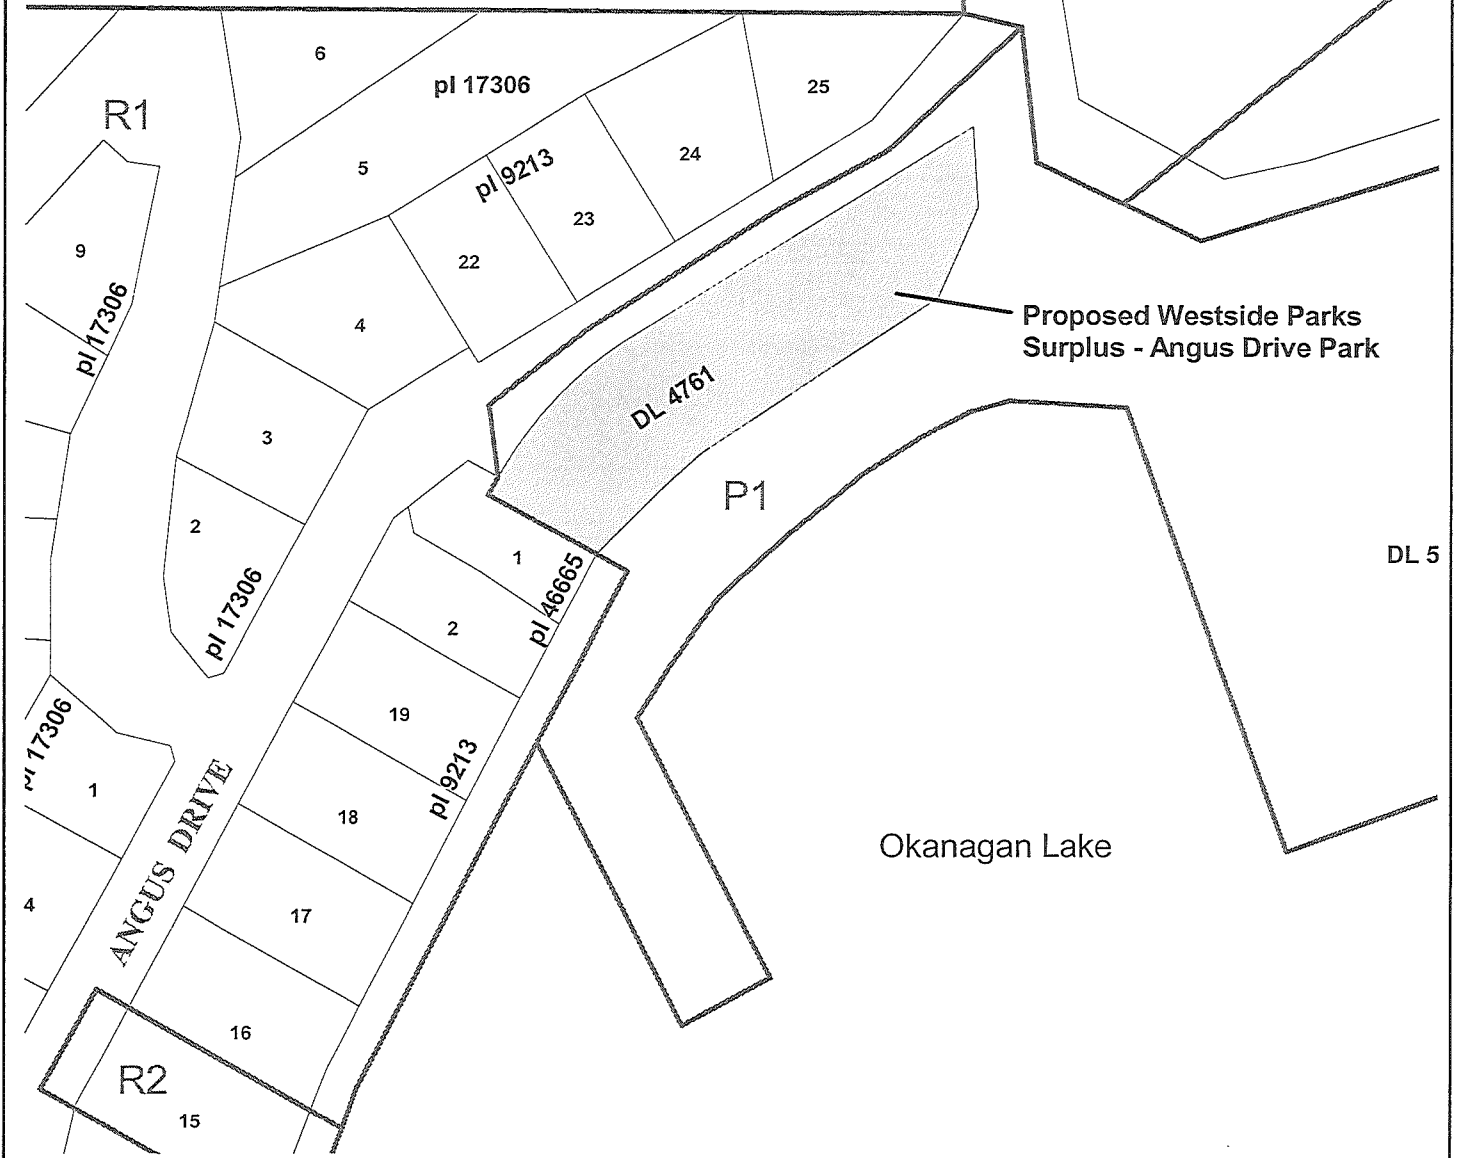 6
pl 17306
25
R1
5
pl 9213
24
23
22
9
pl 17306
4
Proposed Westside Parks
Surplus - Angus Drive Park
DL 4761
3
P1
2
1
DL 5
pl 46665
pl 17306
2
19
pl 17306
pl 9213
1
18
ANGUS DRIVE
Okanagan Lake
4
17
16
R2
15